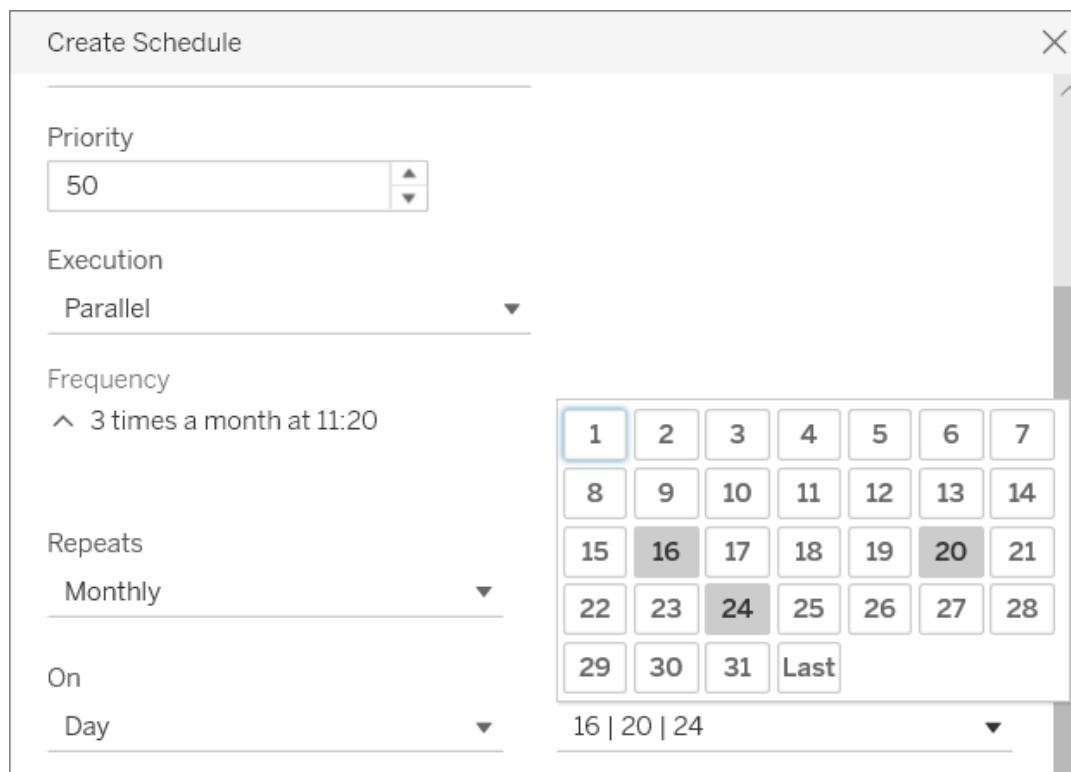 Create Schedule
Priority
50
Execution
Parallel
Frequency
3 times a month at 11:20
1 2 3 4 5 6 7
8 9 10 11 12 13 14
15 16 17 18 19 20 21
22 23 24 25 26 27 28
29 30 31 Last
Repeats
Monthly
On
Day
16 | 20 | 24